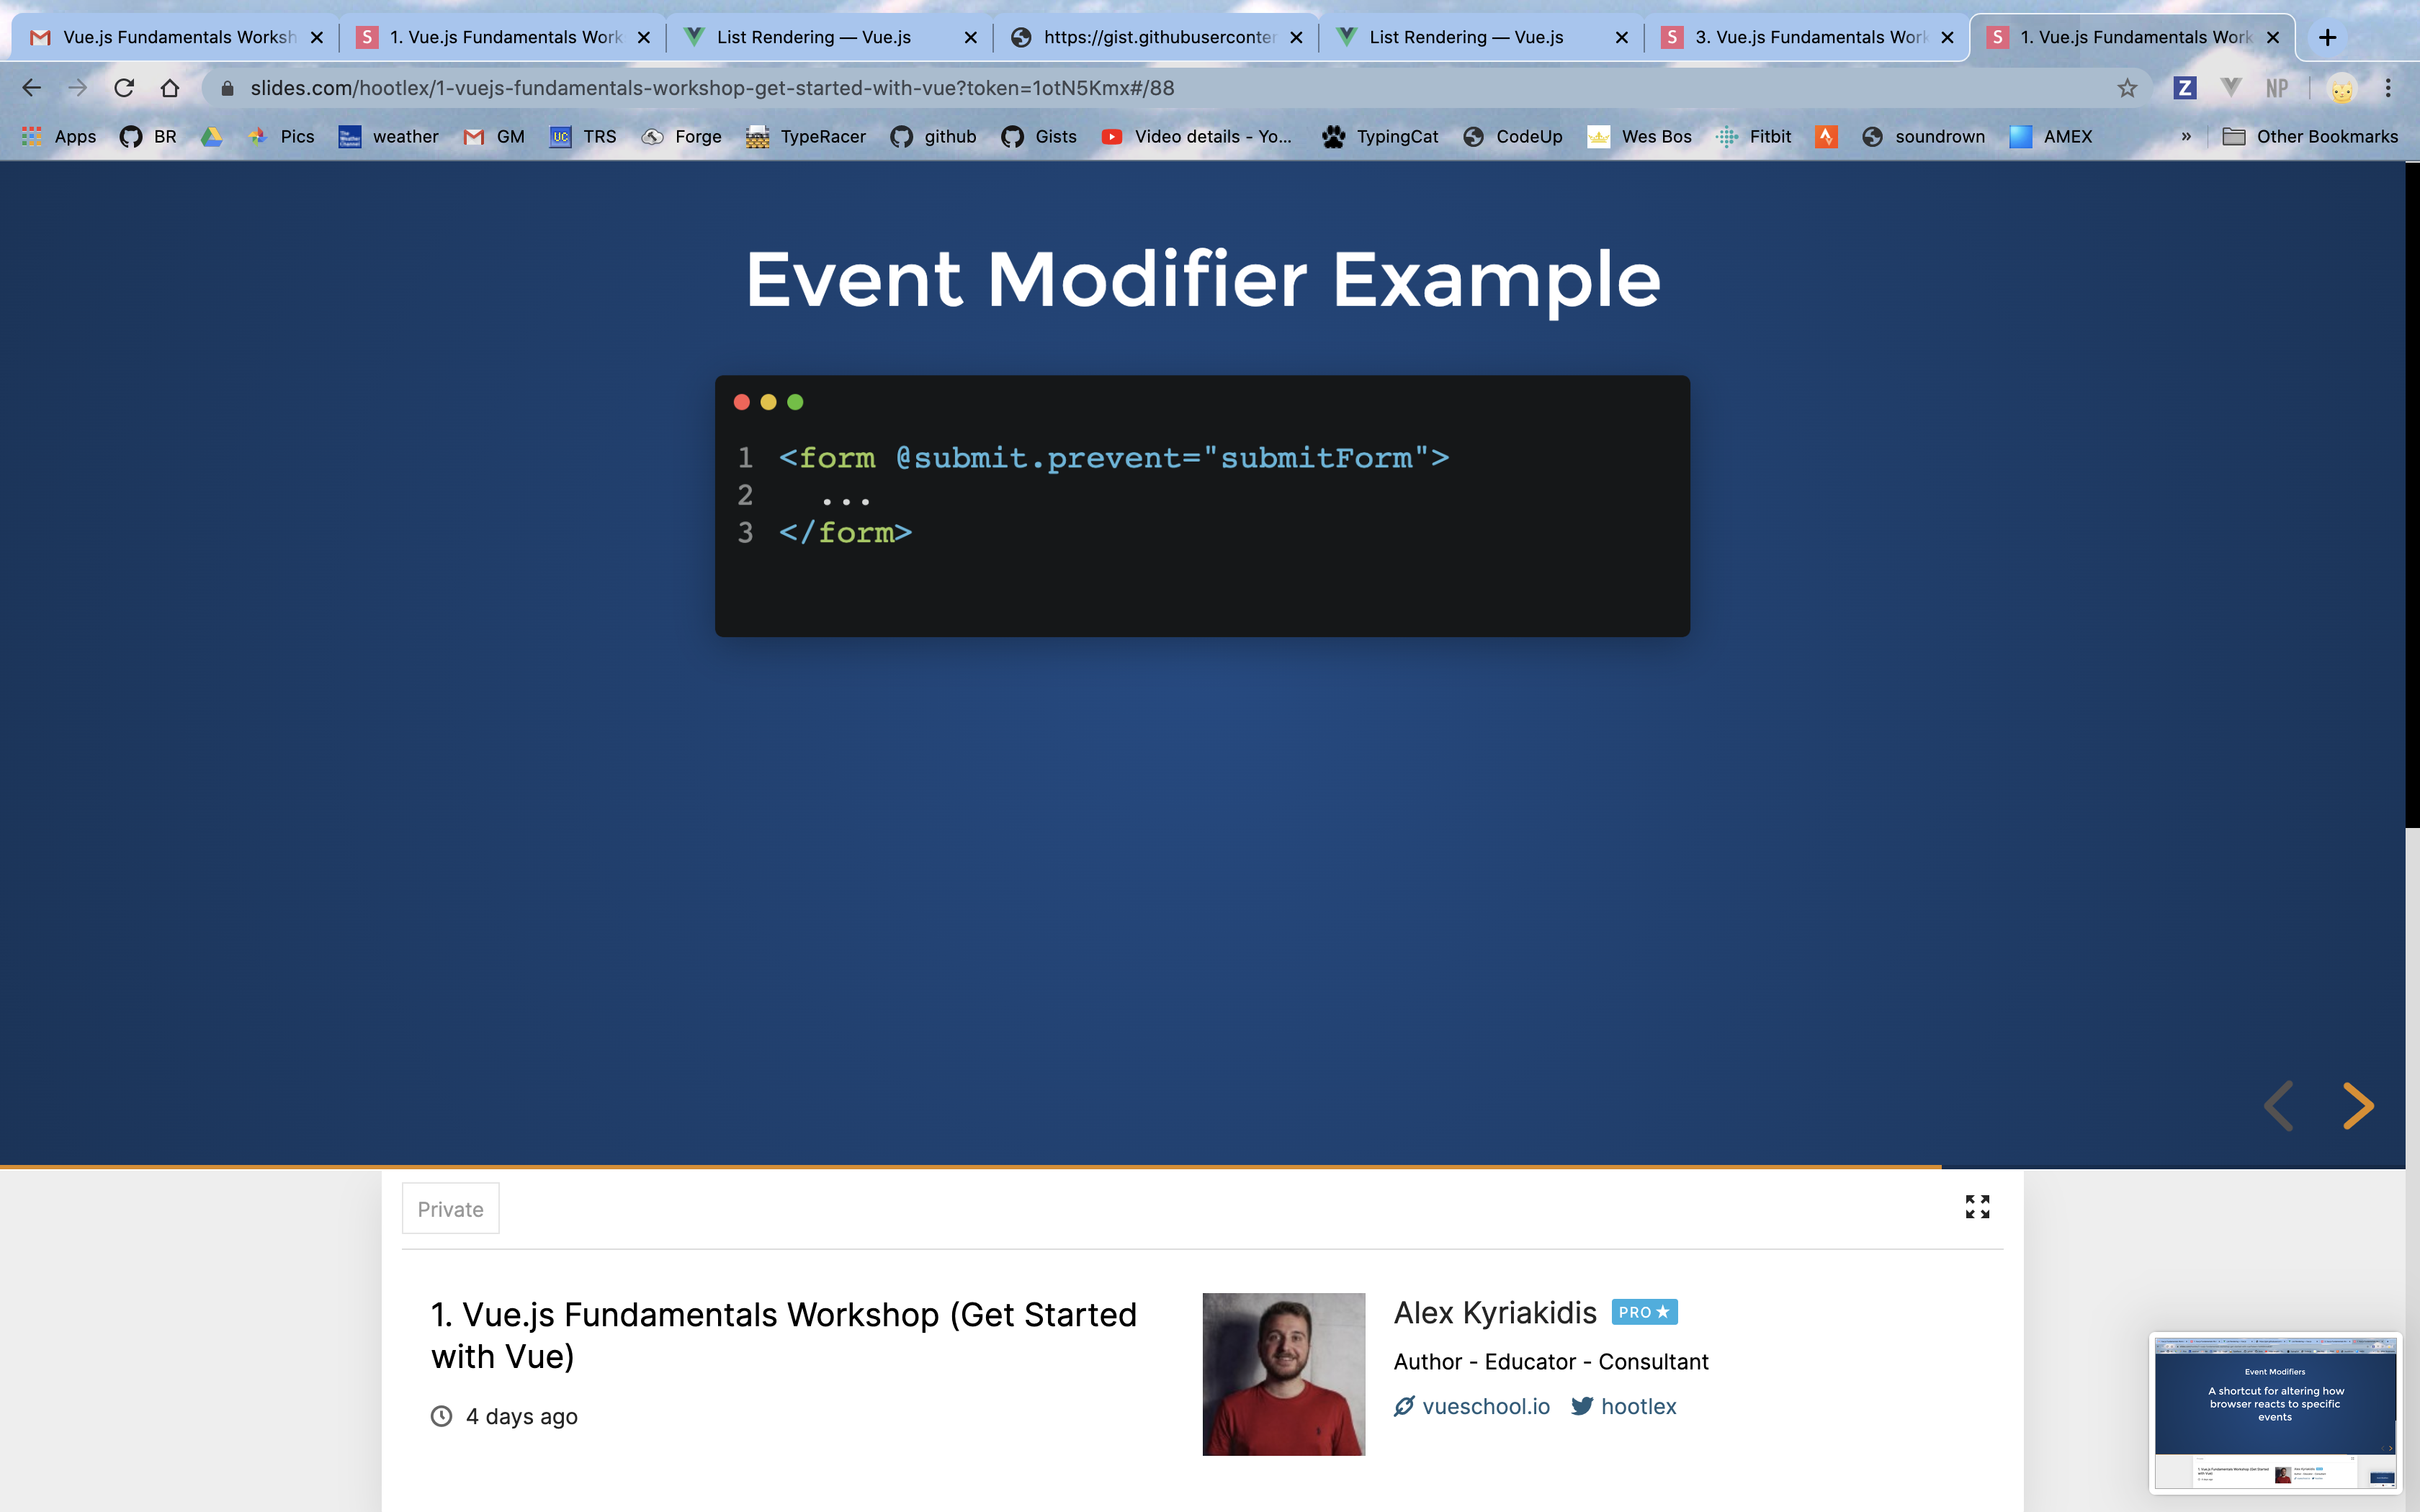 Vue.js Fundamentals Worksh
1. Vue.js Fundamentals Work
List Rendering — Vue.js
https://gist.githubuserconter
List Rendering — Vue.js
3. Vue.js Fundamentals Work
1. Vue.js Fundamentals Work
slides.com/hootlex/1-vuejs-fundamentals-workshop-get-started-with-vue?token=1otN5Kmx#/88
Z
NP
Apps
BR
Pics
weather
GM
UC
TRS
Forge
TypeRacer
github
Gists
Video details - Yo...
TypingCat
CodeUp
Wes Bos
Fitbit
soundrown
AMEX
»
Other Bookmarks
Event Modifier Example
1 <form @submit.prevent="submitForm">
2 ...
3 </form>
Private
1. Vue.js Fundamentals Workshop (Get Started
with Vue)
4 days ago
Alex Kyriakidis PRO
Author - Educator - Consultant
vueschool.io hootlex
Event Modifiers
A shortcut for altering how
browser reacts to specific
events